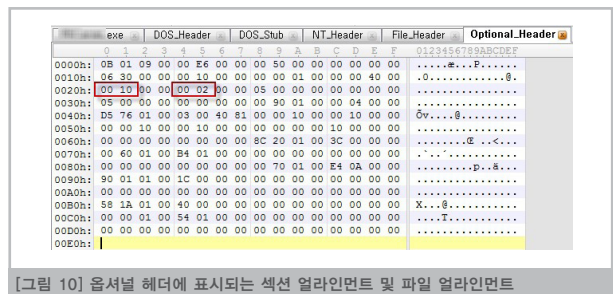 exe DOS_Header DOS_Stub NT_Header File_Header Optional_Header
0 1 2 3 4 5 6 7 8 9 A B C D E F 0123456789ABCDEF
0000h: 0B 01 09 00 00 E6 00 00 00 50 00 00 00 00 00 00 .....æ...P......
0010h: 06 30 00 00 00 10 00 00 00 00 01 00 00 00 40 00 .0............@.
0020h: 00 10 00 00 00 02 00 00 05 00 00 00 00 00 00 00 ................
0030h: 05 00 00 00 00 00 00 00 00 90 01 00 00 04 00 00 ................
0040h: D5 76 01 00 03 00 40 81 00 00 10 00 00 10 00 00 Õv....@.........
0050h: 00 00 10 00 00 10 00 00 00 00 00 00 10 00 00 00 ................
0060h: 00 00 00 00 00 00 00 00 8C 20 01 00 3C 00 00 00 ........Œ ..<...
0070h: 00 60 01 00 B4 01 00 00 00 00 00 00 00 00 00 00 .`..´...........
0080h: 00 00 00 00 00 00 00 00 00 70 01 00 E4 0A 00 00 .........p..ä...
0090h: 90 01 01 00 1C 00 00 00 00 00 00 00 00 00 00 00 ................
00A0h: 00 00 00 00 00 00 00 00 00 00 00 00 00 00 00 00 ................
00B0h: 58 1A 01 00 40 00 00 00 00 00 00 00 00 00 00 00 X...@...........
00C0h: 00 00 01 00 54 01 00 00 00 00 00 00 00 00 00 00 ....T...........
00D0h: 00 00 00 00 00 00 00 00 00 00 00 00 00 00 00 00 ................
00E0h:
[그림 10] 옵셔널 헤더에 표시되는 섹션 얼라인먼트 및 파일 얼라인먼트